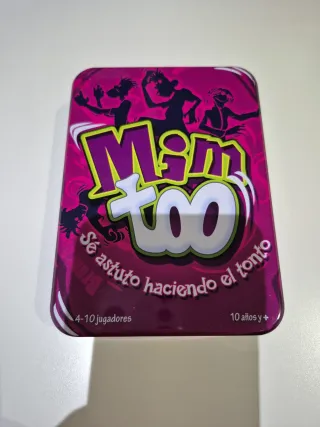 Mim
too
Sé astuto haciendo el tonto
4-10 jugadores
10 años y +